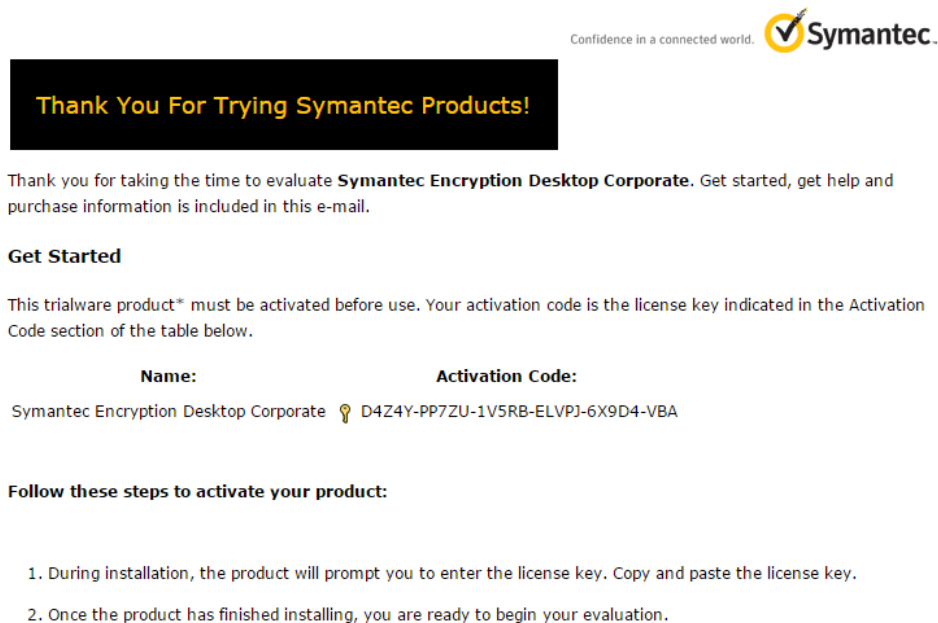 Confidence in a connected world.
Symantec.
Thank You For Trying Symantec Products!
Thank you for taking the time to evaluate Symantec Encryption Desktop Corporate. Get started, get help and
purchase information is included in this e-mail.
Get Started
This trialware product* must be activated before use. Your activation code is the license key indicated in the Activation
Code section of the table below.
Name: Activation Code:
Symantec Encryption Desktop Corporate D4Z4Y-PP7ZU-1V5RB-ELVPJ-6X9D4-VBA
Follow these steps to activate your product:
1. During installation, the product will prompt you to enter the license key. Copy and paste the license key.
2. Once the product has finished installing, you are ready to begin your evaluation.